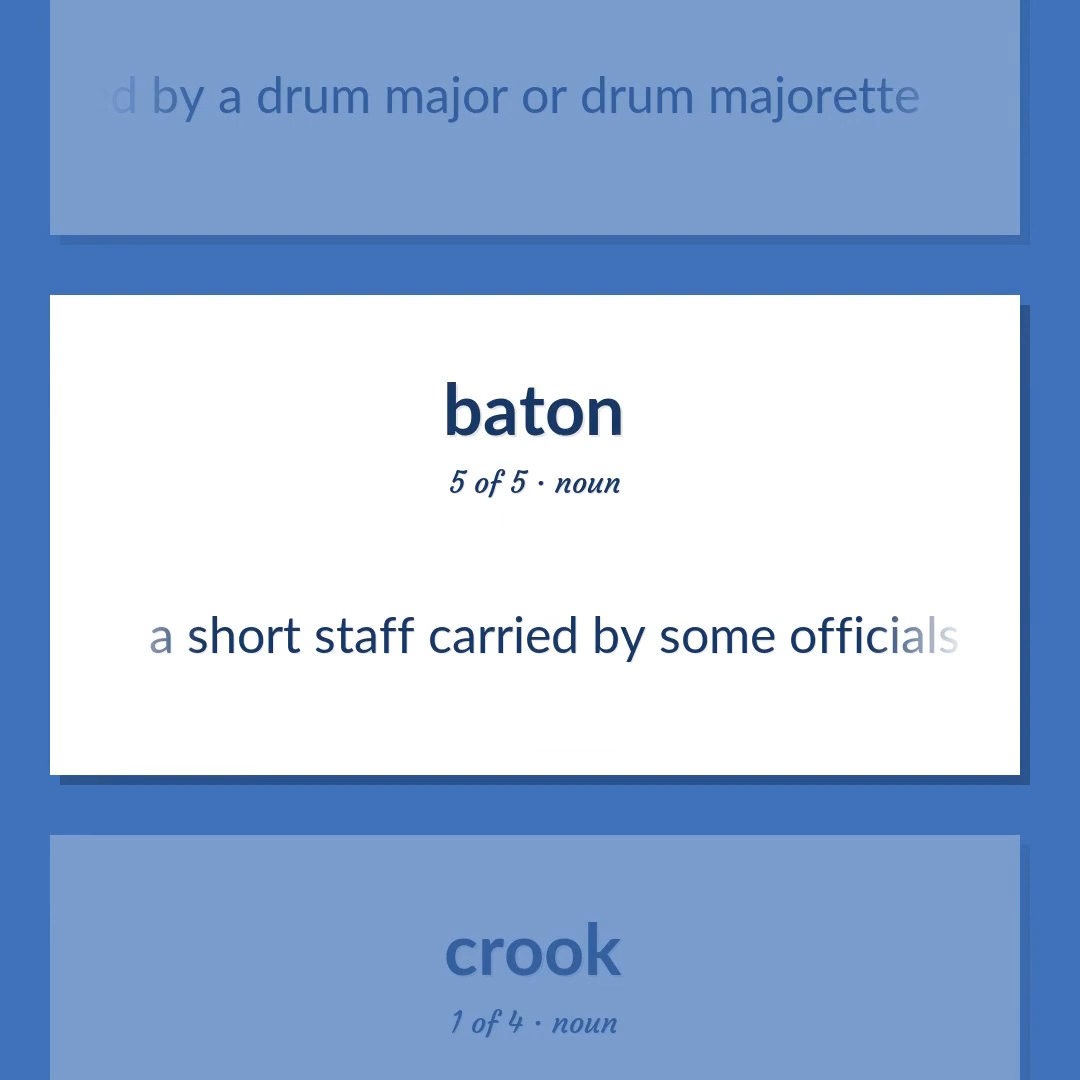 ed by a drum major or drum majorette
baton
5 of 5 · noun
a short staff carried by some officials
crook
1 of 4 · noun